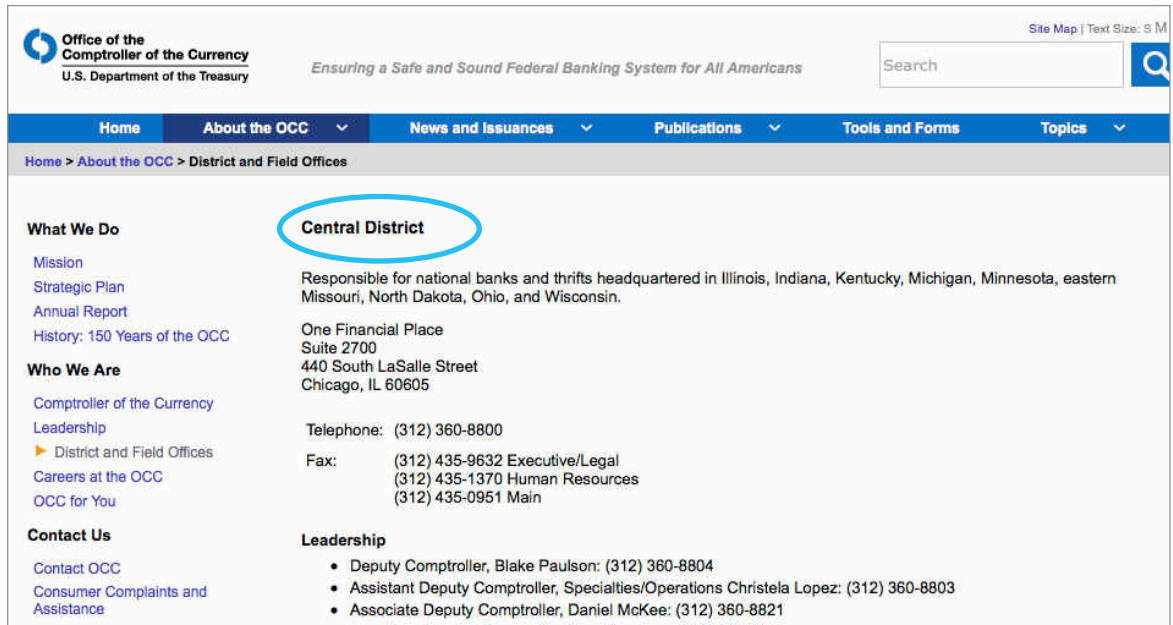 Office of the
Comptroller of the Currency
U.S. Department of the Treasury
Ensuring a Safe and Sound Federal Banking System for All Americans
Site Map | Text Size: S M
Search
Home About the OCC News and Issuances Publications Tools and Forms Topics
Home > About the OCC > District and Field Offices
What We Do
Mission
Strategic Plan
Annual Report
History: 150 Years of the OCC
Who We Are
Comptroller of the Currency
Leadership
District and Field Offices
Careers at the OCC
OCC for You
Contact Us
Contact OCC
Consumer Complaints and
Assistance
Central District
Responsible for national banks and thrifts headquartered in Illinois, Indiana, Kentucky, Michigan, Minnesota, eastern
Missouri, North Dakota, Ohio, and Wisconsin.
One Financial Place
Suite 2700
440 South LaSalle Street
Chicago, IL 60605
Telephone: (312) 360-8800
Fax: (312) 435-9632 Executive/Legal
(312) 435-1370 Human Resources
(312) 435-0951 Main
Leadership
• Deputy Comptroller, Blake Paulson: (312) 360-8804
• Assistant Deputy Comptroller, Specialties/Operations Christela Lopez: (312) 360-8803
• Associate Deputy Comptroller, Daniel McKee: (312) 360-8821